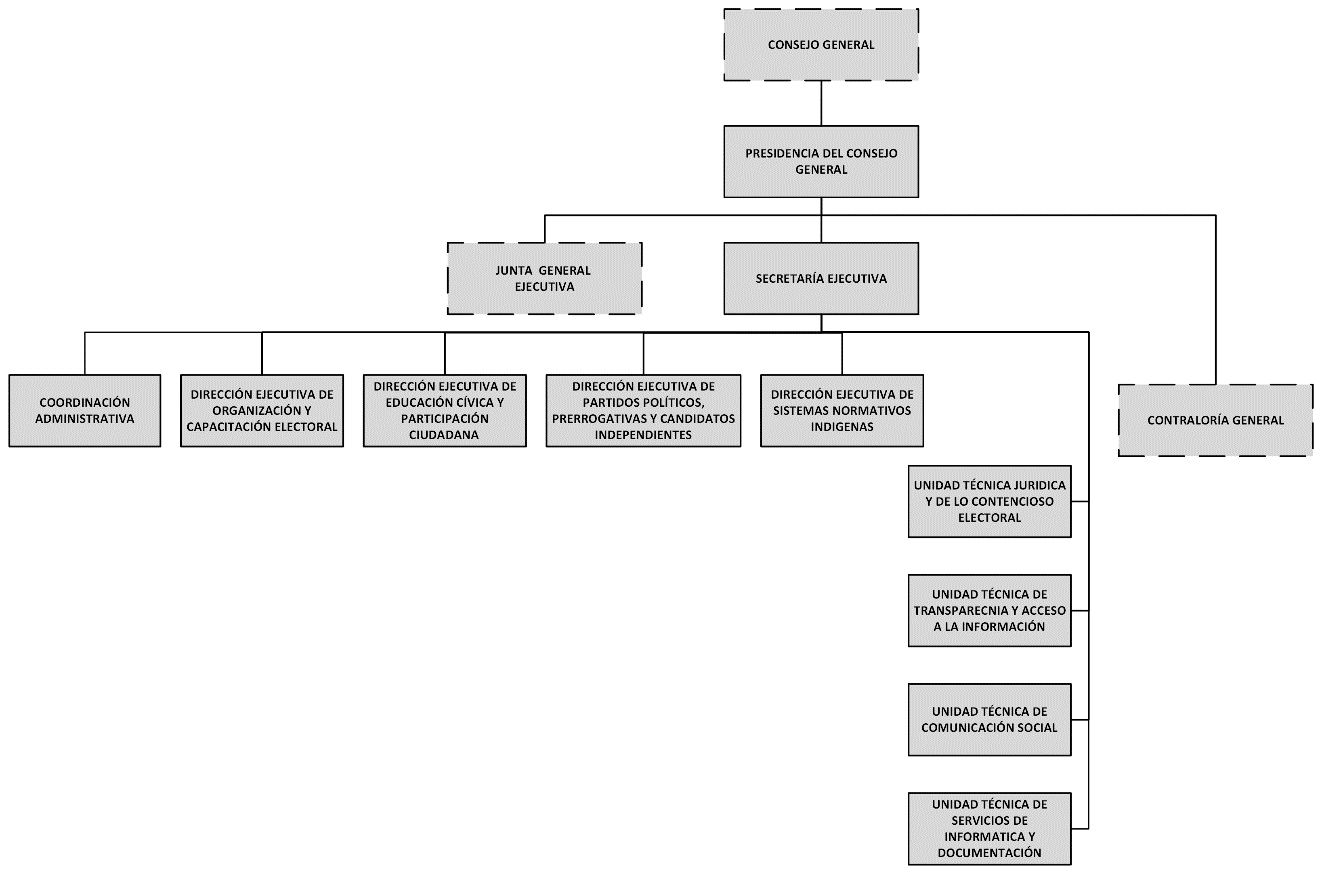 CONSEJO GENERAL
PRESIDENCIA DEL CONSEJO
GENERAL
JUNTA GENERAL
EJECUTIVA
SECRETARÍA EJECUTIVA
COORDINACIÓN
ADMINISTRATIVA
DIRECCIÓN EJECUTIVA DE
ORGANIZACIÓN Y
CAPACITACIÓN ELECTORAL
DIRECCIÓN EJECUTIVA DE
EDUCACIÓN CÍVICA Y
PARTICIPACIÓN
CIUDADANA
DIRECCIÓN EJECUTIVA DE
PARTIDOS POLÍTICOS,
PRERROGATIVAS Y CANDIDATOS
INDEPENDIENTES
DIRECCIÓN EJECUTIVA DE
SISTEMAS NORMATIVOS
INDIGENAS
CONTRALORÍA GENERAL
UNIDAD TÉCNICA JURIDICA
Y DE LO CONTENCIOSO
ELECTORAL
UNIDAD TÉCNICA DE
TRANSPARECNIA Y ACCESO
A LA INFORMACIÓN
UNIDAD TÉCNICA DE
COMUNICACIÓN SOCIAL
UNIDAD TÉCNICA DE
SERVICIOS DE
INFORMATICA Y
DOCUMENTACIÓN